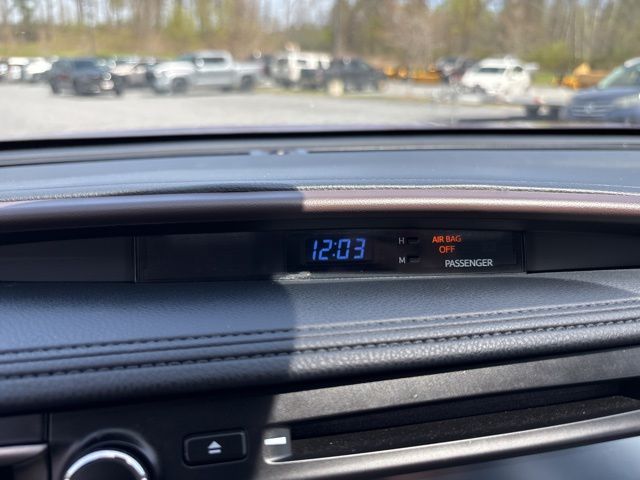 12:03
H
M
AIR BAG
OFF
PASSENGER